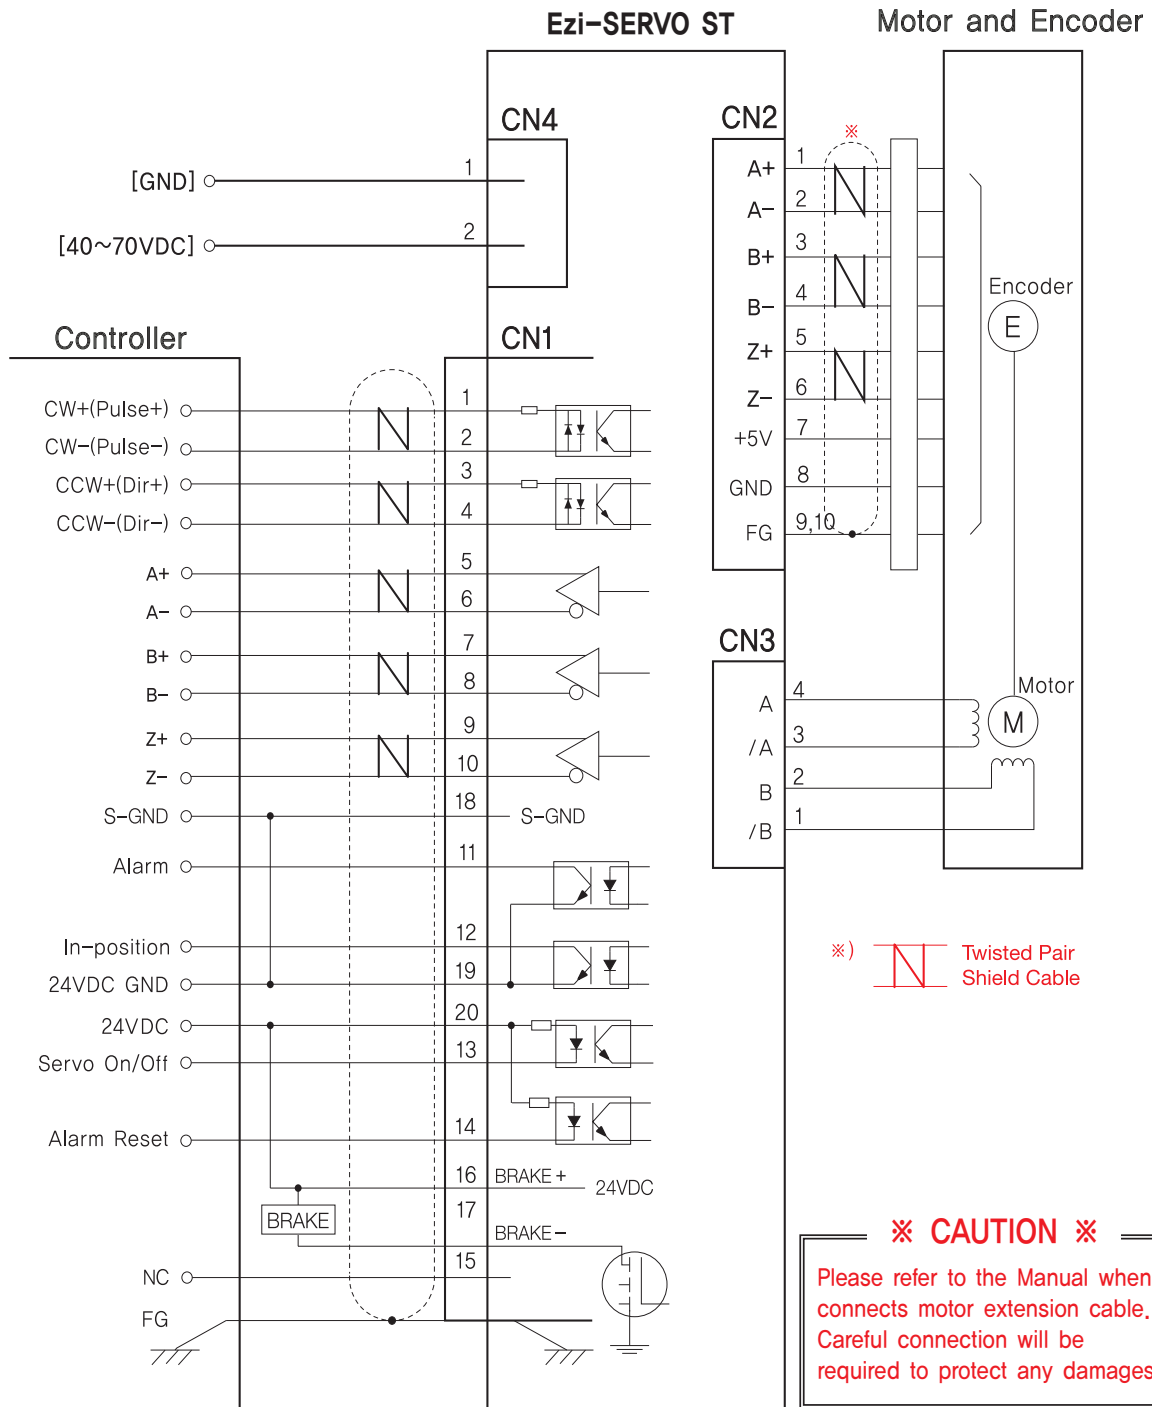 Ezi-SERVO ST
Motor and Encoder
CN4
1
[GND]
2
[40~70VDC]
CN2
※
A+ 1
A- 2
B+ 3
B- 4
Z+ 5
Z- 6
+5V 7
GND 8
FG 9,10
Encoder
E
CN3
A 4
/A 3
B 2
/B 1
Motor
M
Controller
CN1
CW+(Pulse+) 1
CW-(Pulse-) 2
CCW+(Dir+) 3
CCW-(Dir-) 4
A+ 5
A- 6
B+ 7
B- 8
Z+ 9
Z- 10
S-GND 18 S-GND
Alarm 11
In-position 12
24VDC GND 19
24VDC 20
Servo On/Off 13
Alarm Reset 14
16 BRAKE+ 24VDC
BRAKE 17
BRAKE-
NC 15
FG
※) Twisted Pair
Shield Cable
※ CAUTION ※
Please refer to the Manual when
connects motor extension cable.
Careful connection will be
required to protect any damages